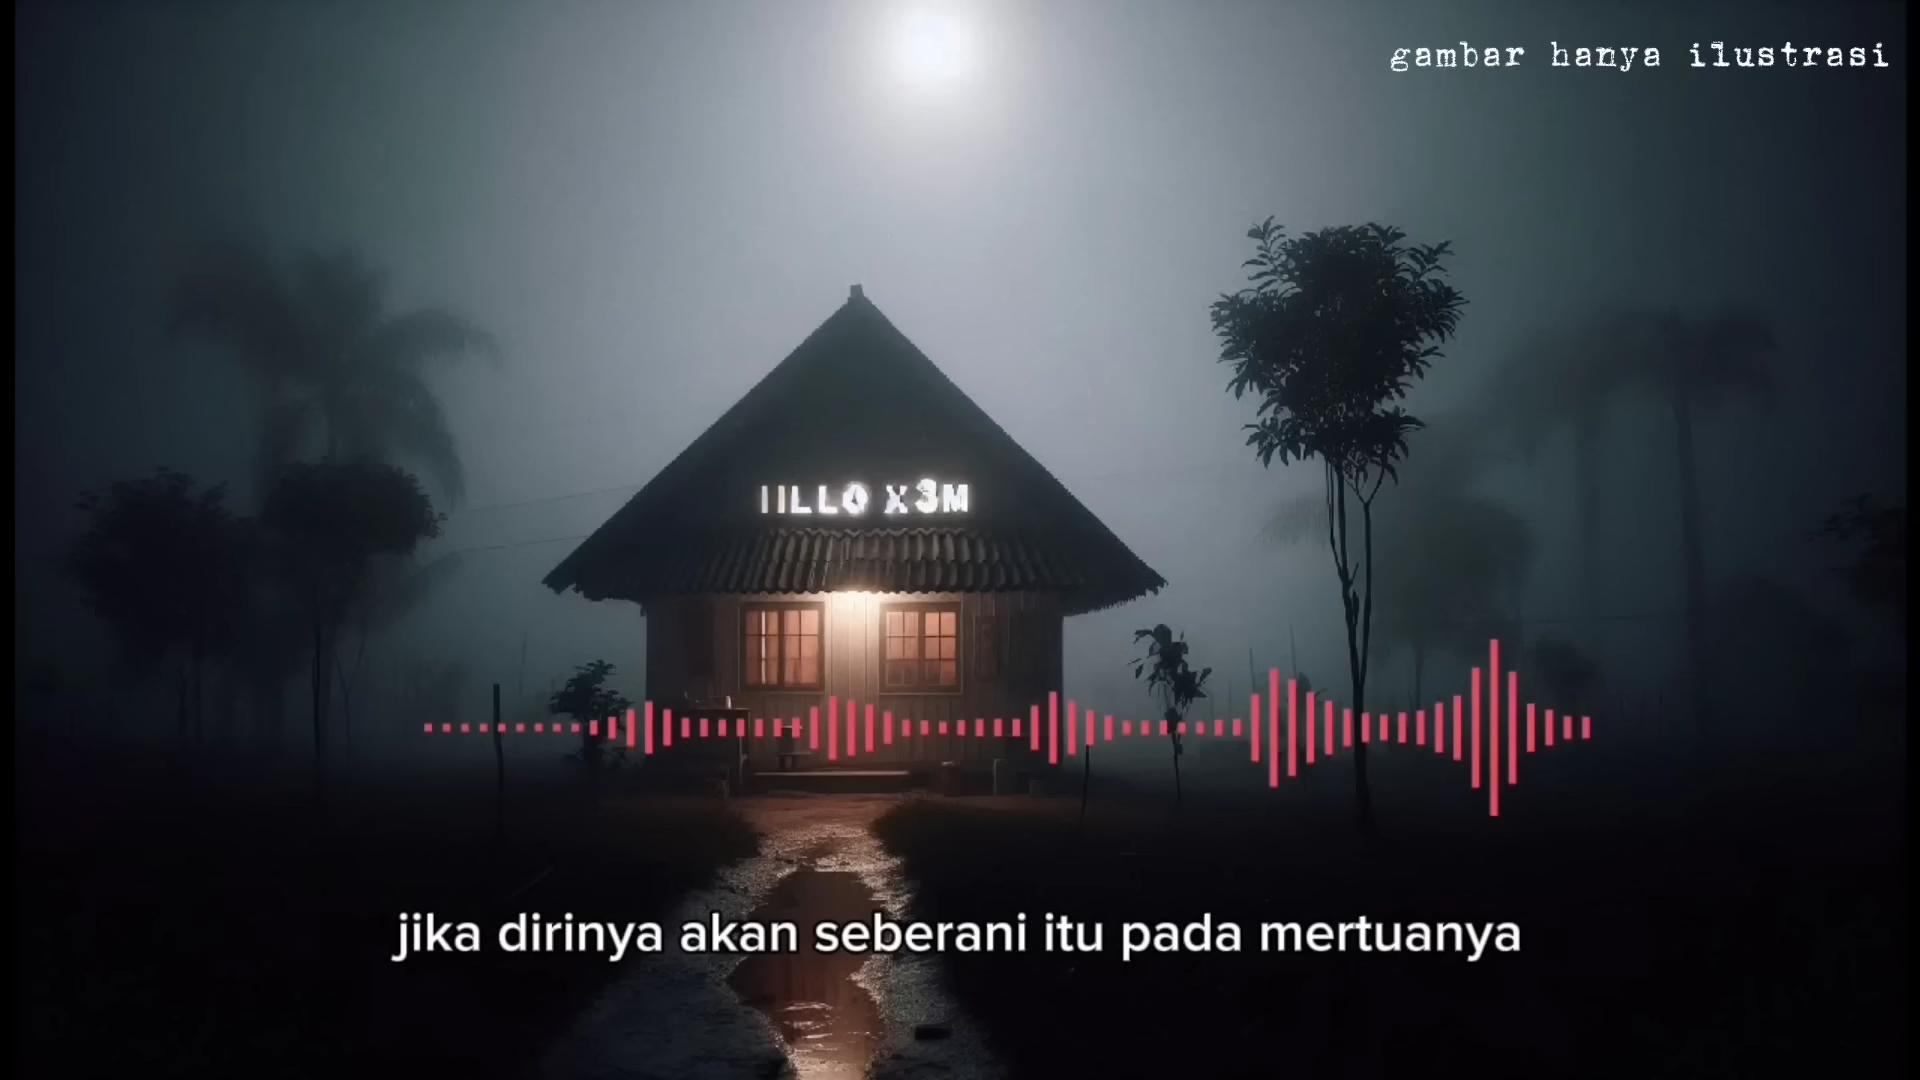 gambar hanya ilustrasi
IILLO X3M
jika dirinya akan seberani itu pada mertuanya